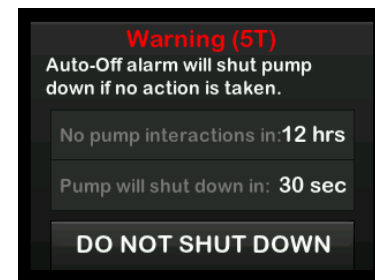 Warning (5T)
Auto-Off alarm will shut pump
down if no action is taken.
No pump interactions in:12 hrs
Pump will shut down in: 30 sec
DO NOT SHUT DOWN